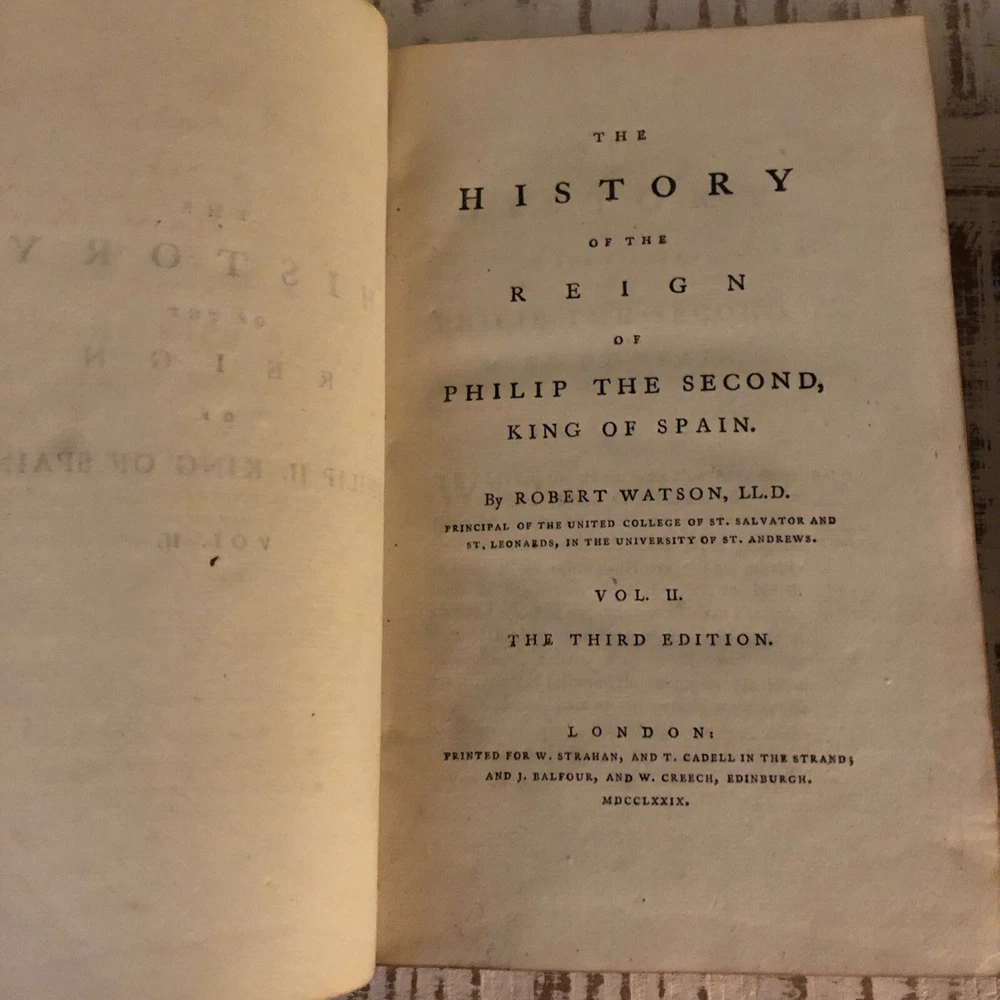 THE
HISTORY
OF THE
REIGN
OF
PHILIP THE SECOND,
KING OF SPAIN.
By ROBERT WATSON, LL.D.
PRINCIPAL OF THE UNITED COLLEGE OF ST. SALVATOR AND
ST. LEONARDS, IN THE UNIVERSITY OF ST. ANDREWS.
VOL. II.
THE THIRD EDITION.
LONDON:
PRINTED FOR W. STRAHAN, AND T. CADELL IN THE STRAND;
AND J. BALFOUR, AND W. CREECH, EDINBURGH.
MDCCLXXIX.